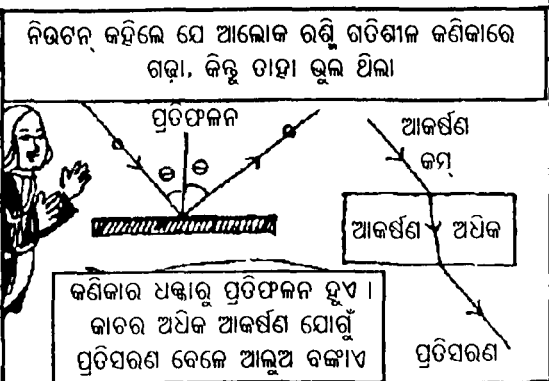 ନିଉଟନ୍ କହିଲେ ଯେ ଆଲୋକ ରଶ୍ମି ଗତିଶୀଳ କଣିକାରେ
ଗଢ଼ା, କିନ୍ତୁ ତାହା ଭୁଲ ଥିଲା
ପ୍ରତିଫଳନ
θ θ
ଆକର୍ଷଣ
କମ୍
ଆକର୍ଷଣ ଅଧିକ
କଣିକାର ଧକ୍କାରୁ ପ୍ରତିଫଳନ ହୁଏ ।
କାଚର ଅଧିକ ଆକର୍ଷଣ ଯୋଗୁଁ
ପ୍ରତିସରଣ ବେଳେ ଆଲୁଅ ବଙ୍କାଏ
ପ୍ରତିସରଣ